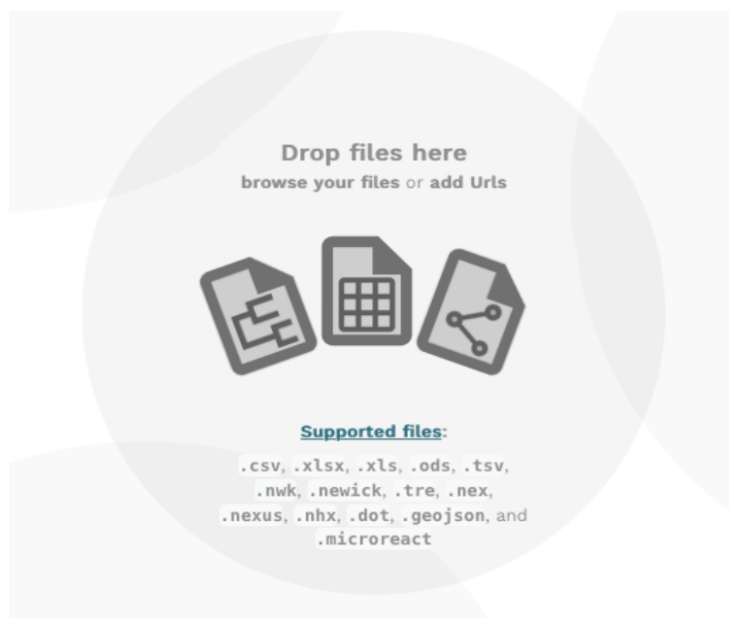 Drop files here
browse your files or add Urls
Supported files:
.csv, .xlsx, .xls, .ods, .tsv,
.nwk, .newick, .tre, .nex,
.nexus, .nhx, .dot, .geojson, and
.microreact